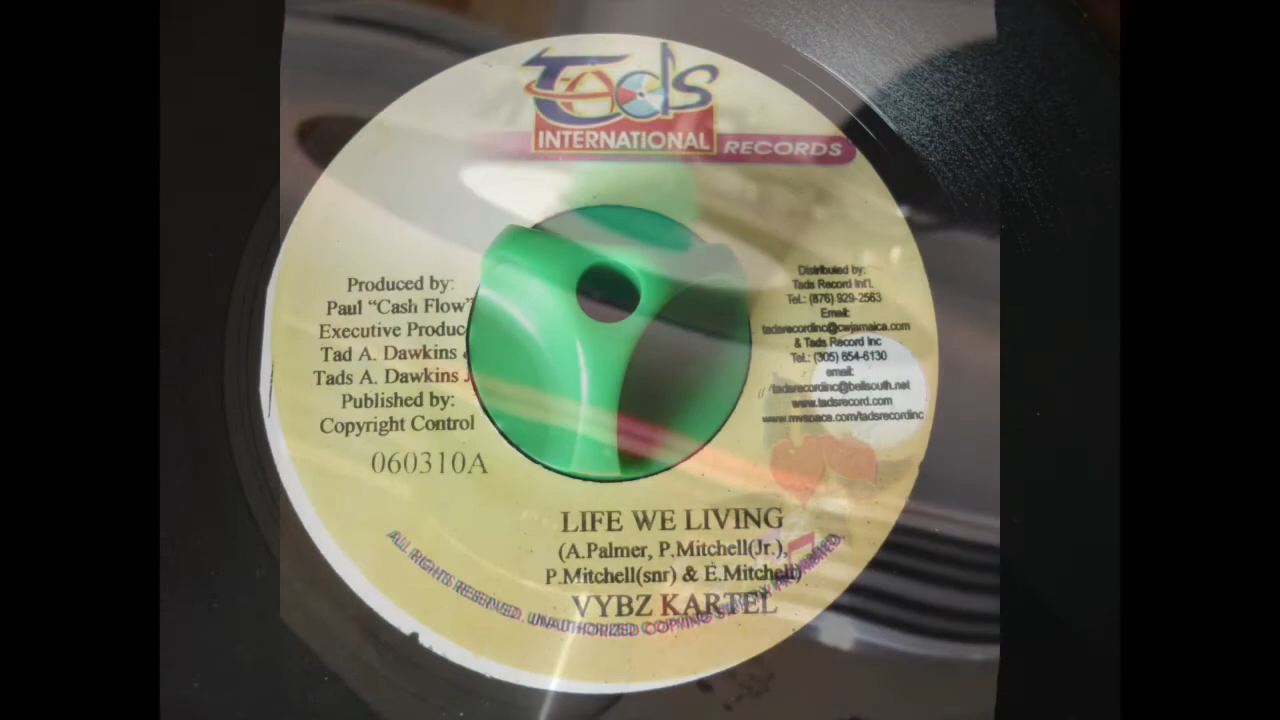 Tads
INTERNATIONAL
RECORDS
Produced by:
Paul “Cash Flow”
Executive Produc
Tad A. Dawkins
Tads A. Dawkins J
Published by:
Copyright Control
060310A
Distributed by:
Tads Record Int'l.
Tel.: (876) 929-2563
Email:
tadsrecordinc@cwjamaica.com
& Tads Record Inc
Tel.: (305) 654-6130
email:
tadsrecordinc@bellsouth.net
www.tadsrecord.com
www.myspace.com/tadsrecordinc
LIFE WE LIVING
(A.Palmer, P.Mitchell(Jr.),
P.Mitchell(snr) & E.Mitchell)
VYBZ KARTEL
ALL RIGHTS RESERVED. UNAUTHORIZED COPYING STRICTLY PROHIBITED.